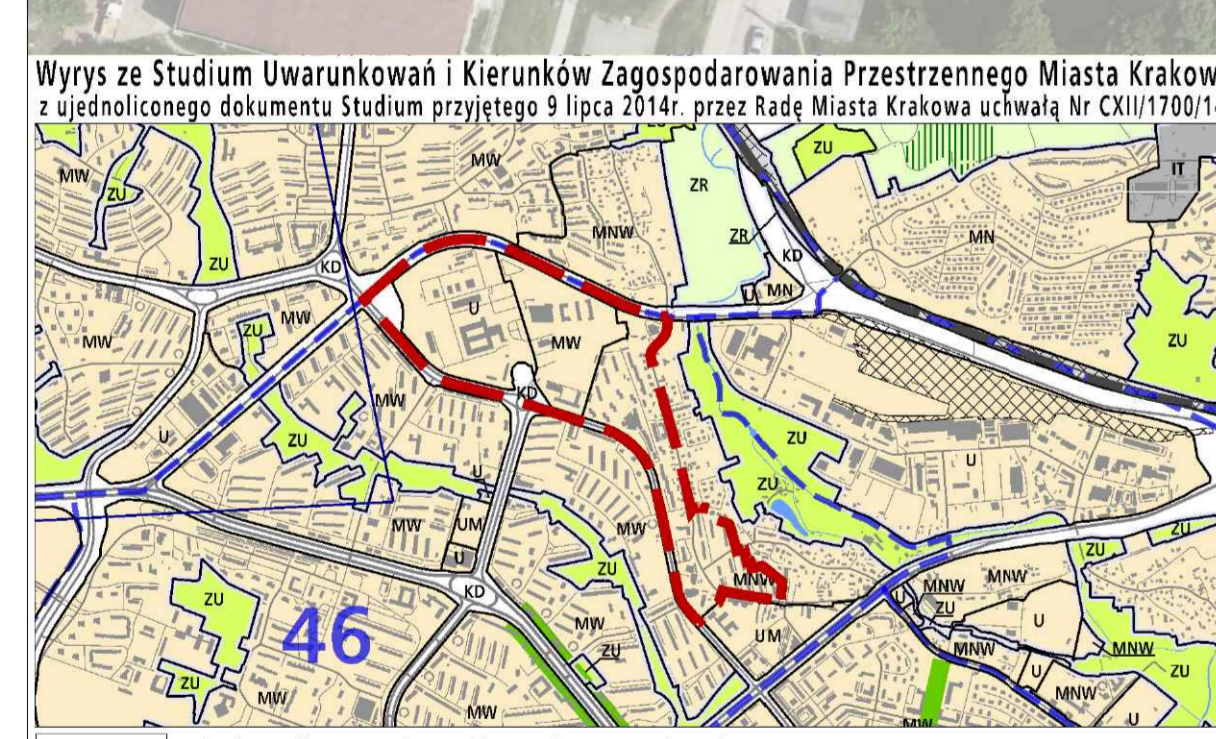 Wyrys ze Studium Uwarunkowań i Kierunków Zagospodarowania Przestrzennego Miasta Krakow
z ujednoliconego dokumentu Studium przyjętego 9 lipca 2014r. przez Radę Miasta Krakowa uchwałą Nr CXII/1700/14
ZU
MW
IT
MW
ZR
ZU
MNW
ZR
MN
KD
ZU
KD
MN
U
MW
U
ZU
MW
MW
ZU
MW
KD
U
ZU
ZU
U
U
ZU
MW
UM
MW
ZU
U
ZU
ZU
MNW
MNW
KD
MNW
U
ZU
ZU
46
MW
UM
U
ZU
MNW
MNW
ZU
ZU
U
MNW
MW
MW
U
MW